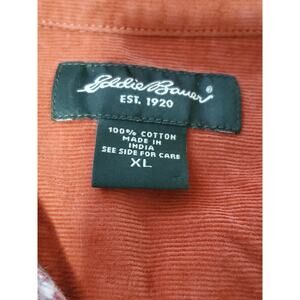 Eddie Bauer®
EST. 1920
100% COTTON
MADE IN
INDIA
SEE SIDE FOR CARE
XL